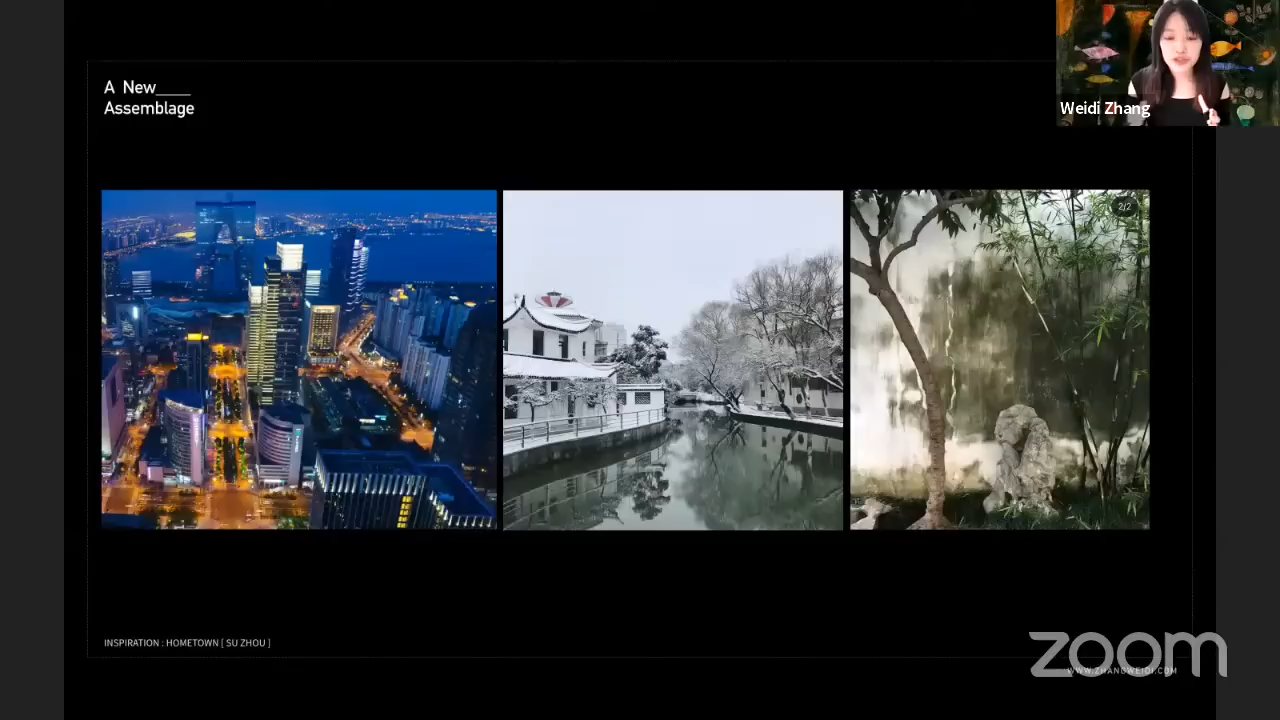 A New____
Assemblage
Weidi Zhang
2/2
INSPIRATION : HOMETOWN [ SU ZHOU ]
zoom
WWW.ZHANGWEIDI.COM